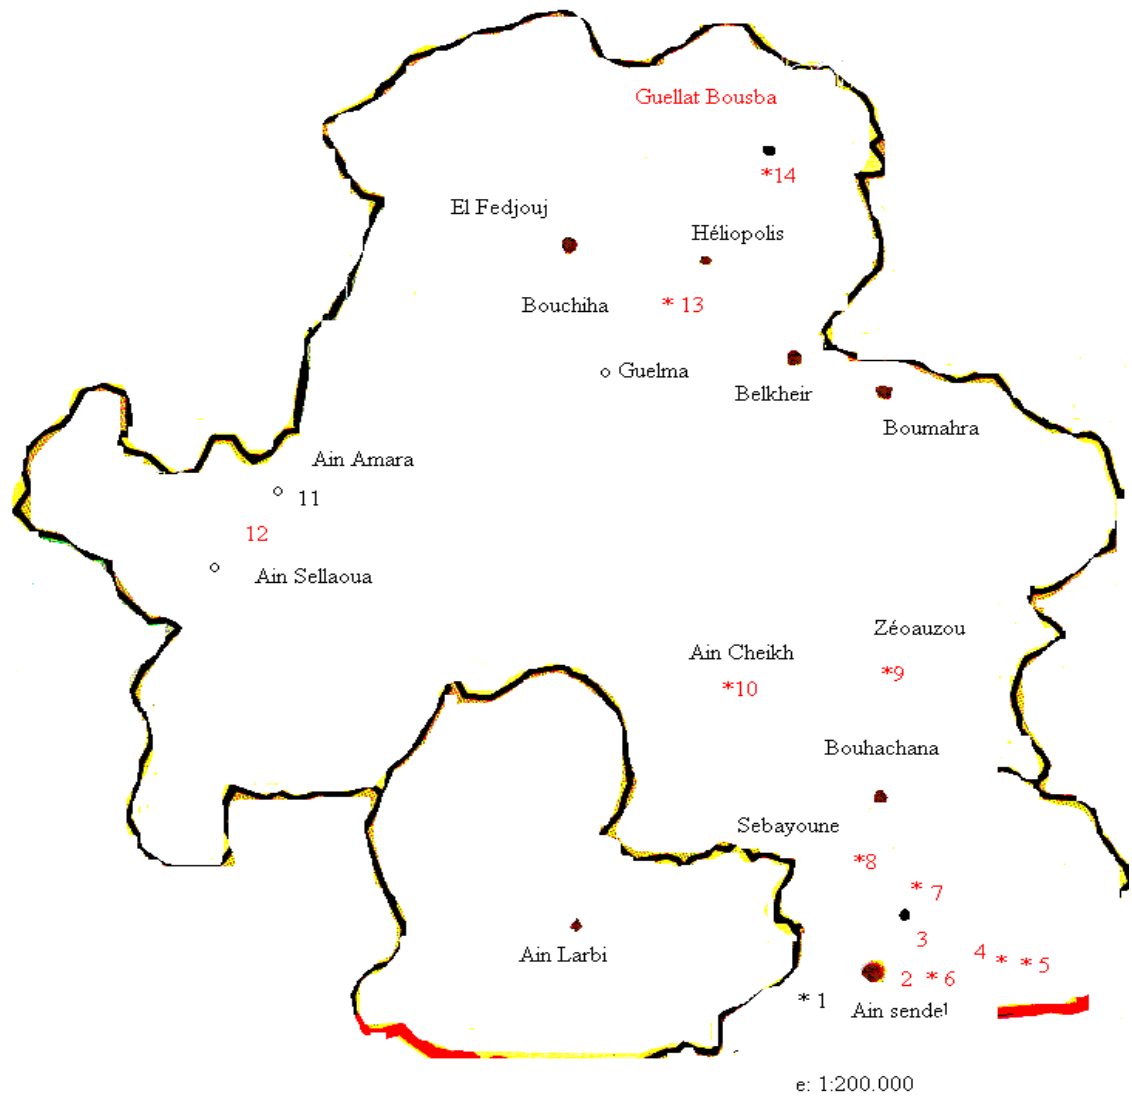 Guellat Bousba
*14
El Fedjouj
Héliopolis
Bouchiha
* 13
Guelma
Belkheir
Boumahra
Ain Amara
11
12
Ain Sellaoua
Zéoauzou
Ain Cheikh
*9
*10
Bouhachana
Sebayoune
*8
* 7
3
Ain Larbi
4 * * 5
2 * 6
* 1
Ain sendel
e: 1:200.000